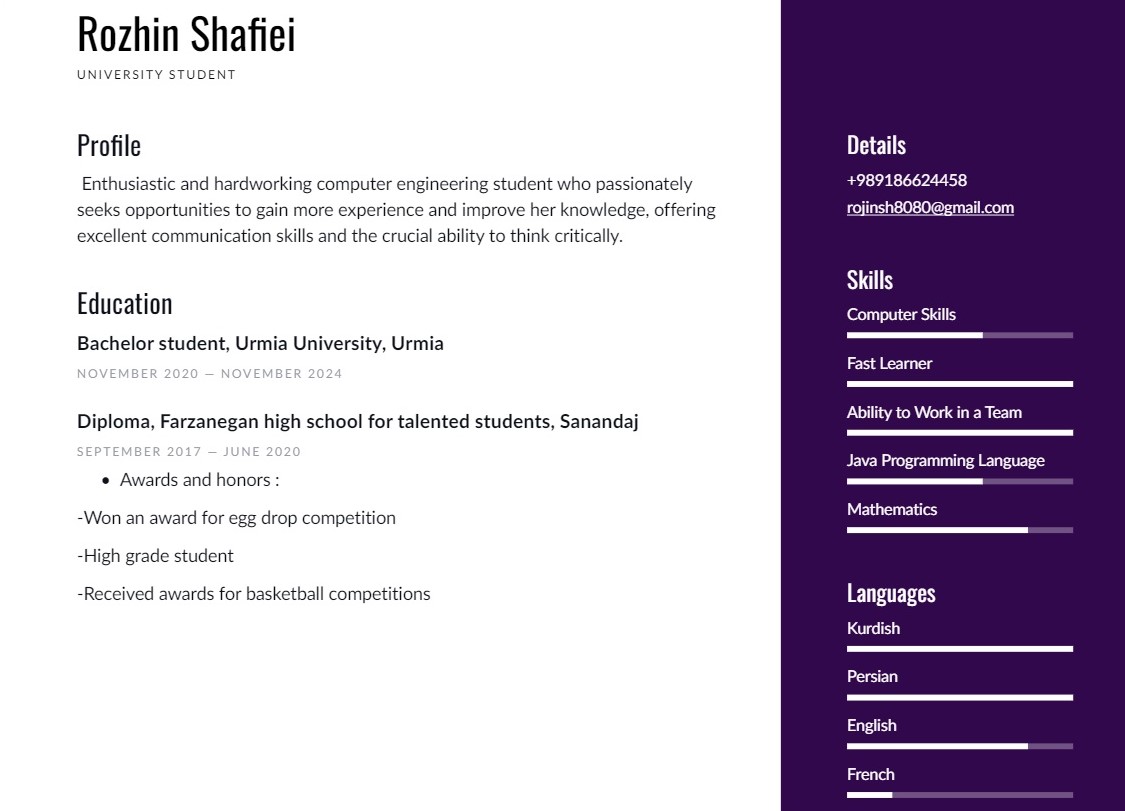 Rozhin Shafiei
UNIVERSITY STUDENT
Profile
Enthusiastic and hardworking computer engineering student who passionately
seeks opportunities to gain more experience and improve her knowledge, offering
excellent communication skills and the crucial ability to think critically.
Education
Bachelor student, Urmia University, Urmia
NOVEMBER 2020 — NOVEMBER 2024
Diploma, Farzanegan high school for talented students, Sanandaj
SEPTEMBER 2017 — JUNE 2020
• Awards and honors :
-Won an award for egg drop competition
-High grade student
-Received awards for basketball competitions
Details
+989186624458
rojinsh8080@gmail.com
Skills
Computer Skills
Fast Learner
Ability to Work in a Team
Java Programming Language
Mathematics
Languages
Kurdish
Persian
English
French